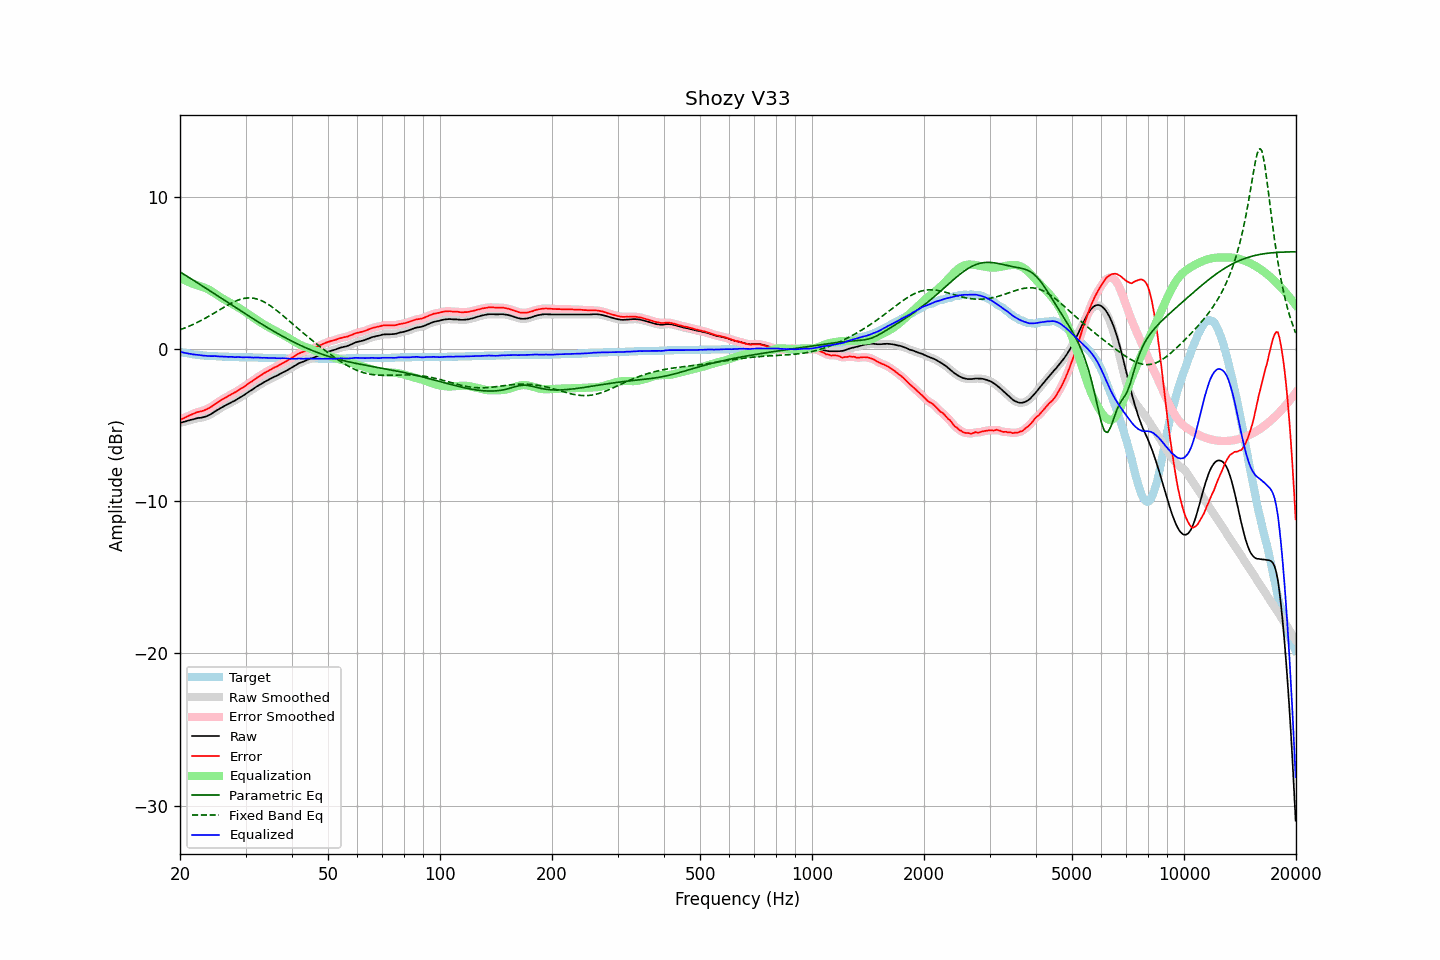 Shozy V33
10
0
−10
−20
−30
Amplitude (dBr)
Target
Raw Smoothed
Error Smoothed
Raw
Error
Equalization
Parametric Eq
Fixed Band Eq
Equalized
20 50 100 200 500 1000 2000 5000 10000 20000
Frequency (Hz)